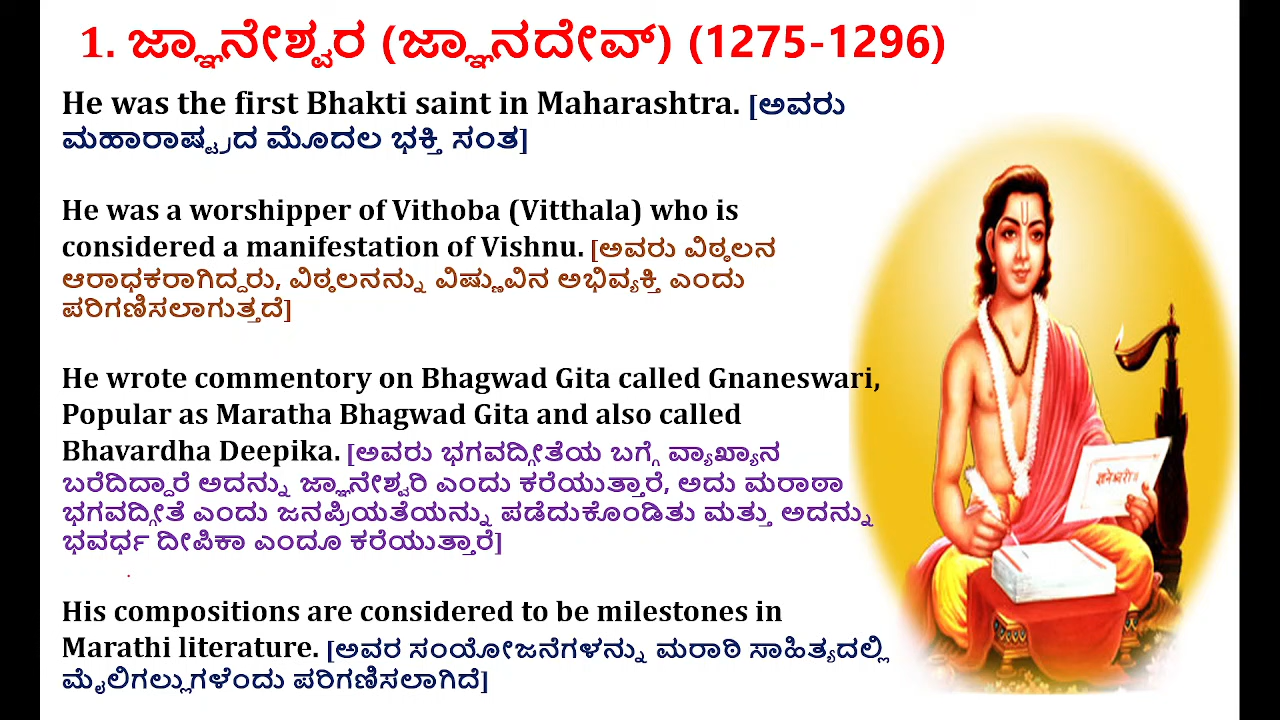 1. ಜ್ಞಾನೇಶ್ವರ (ಜ್ಞಾನದೇವ್) (1275-1296)
He was the first Bhakti saint in Maharashtra. [ಅವರು
ಮಹಾರಾಷ್ಟ್ರದ ಮೊದಲ ಭಕ್ತಿ ಸಂತ]
He was a worshipper of Vithoba (Vitthala) who is
considered a manifestation of Vishnu. [ಅವರು ವಿಠ್ಠಲನ
ಆರಾಧಕರಾಗಿದ್ದರು, ವಿಠ್ಠಲನನ್ನು ವಿಷ್ಣುವಿನ ಅಭಿವ್ಯಕ್ತಿ ಎಂದು
ಪರಿಗಣಿಸಲಾಗುತ್ತದೆ]
He wrote commentory on Bhagwad Gita called Gnaneswari,
Popular as Maratha Bhagwad Gita and also called
Bhavardha Deepika. [ಅವರು ಭಗವದ್ಗೀತೆಯ ಬಗ್ಗೆ ವ್ಯಾಖ್ಯಾನ
ಬರೆದಿದ್ದಾರೆ ಅದನ್ನು ಜ್ಞಾನೇಶ್ವರಿ ಎಂದು ಕರೆಯುತ್ತಾರೆ, ಅದು ಮರಾಠಾ
ಭಗವದ್ಗೀತೆ ಎಂದು ಜನಪ್ರಿಯತೆಯನ್ನು ಪಡೆದುಕೊಂಡಿತು ಮತ್ತು ಅದನ್ನು
ಭವರ್ಧ ದೀಪಿಕಾ ಎಂದೂ ಕರೆಯುತ್ತಾರೆ]
His compositions are considered to be milestones in
Marathi literature. [ಅವರ ಸಂಯೋಜನೆಗಳನ್ನು ಮರಾಠಿ ಸಾಹಿತ್ಯದಲ್ಲಿ
ಮೈಲಿಗಲ್ಲುಗಳೆಂದು ಪರಿಗಣಿಸಲಾಗಿದೆ]
ज्ञानेश्वरी